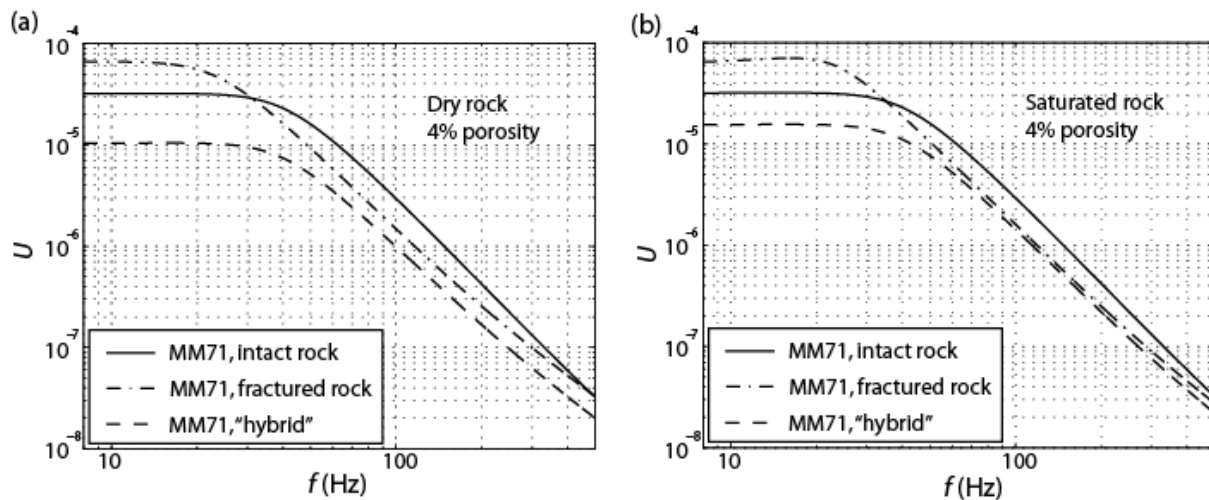 (a)
10⁻⁴
10⁻⁵
10⁻⁶
10⁻⁷
10⁻⁸
U
Dry rock
4% porosity
MM71, intact rock
MM71, fractured rock
MM71, "hybrid"
10 100
f (Hz)
(b)
10⁻⁴
10⁻⁵
10⁻⁶
10⁻⁷
10⁻⁸
U
Saturated rock
4% porosity
MM71, intact rock
MM71, fractured rock
MM71, "hybrid"
10 100
f (Hz)